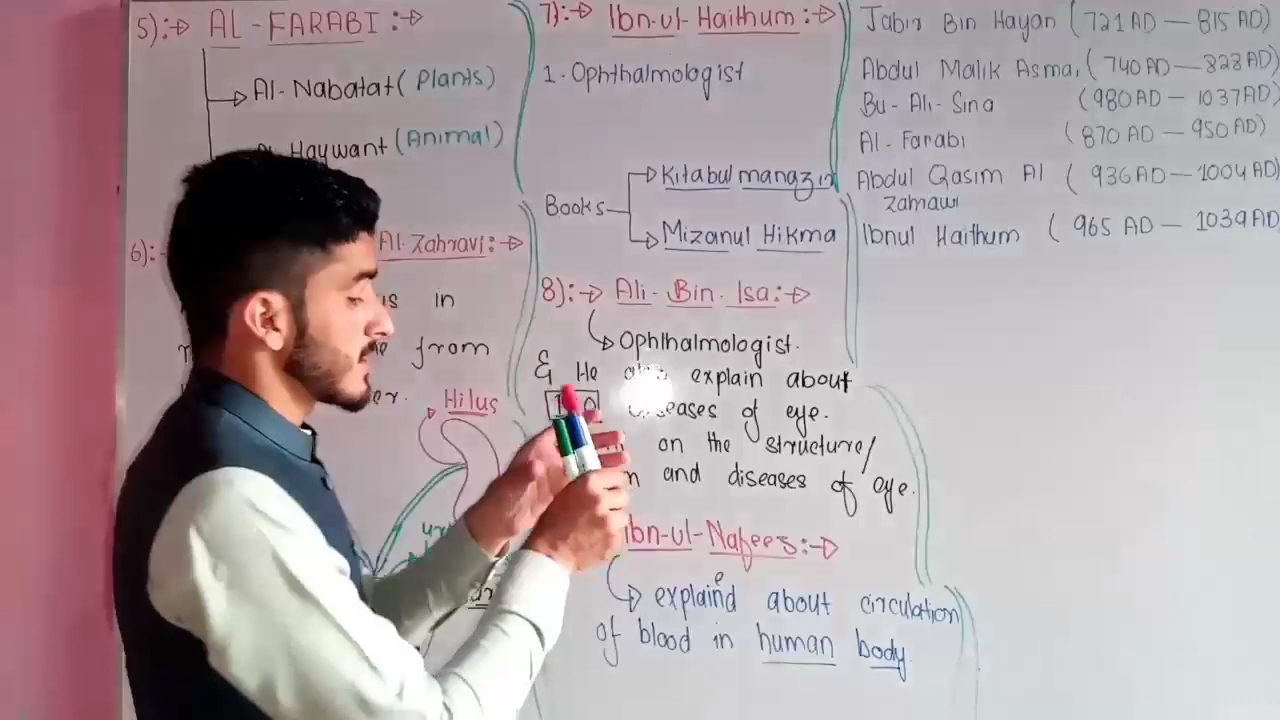 5):→ AL - FARABI :→
Al-Nabatat (Plants)
Haywant (Animal)
6):
Al. Zahravi:→
is in
from
er.
Hilus
7):→ Ibn-ul-Haithum :→
1. Ophthalmologist
Books
Kitabul manazir
Mizanul Hikma
8):→ Ali - Bin - Isa:→
Ophthalmologist.
& He explain about
diseases of eye.
on the structure/
and diseases of eye.
Ibn-ul-Nafees:→
explained about circulation
of blood in human body.
Jabir Bin Hayan (721 AD — 815 AD)
Abdul Malik Asmai (740 AD — 828 AD)
Bu-Ali-Sina (980 AD — 1037 AD)
Al-Farabi (870 AD — 950 AD)
Abdul Qasim Al (936 AD — 1004 AD)
Zahawi
Ibnul Haithum (965 AD — 1039 AD